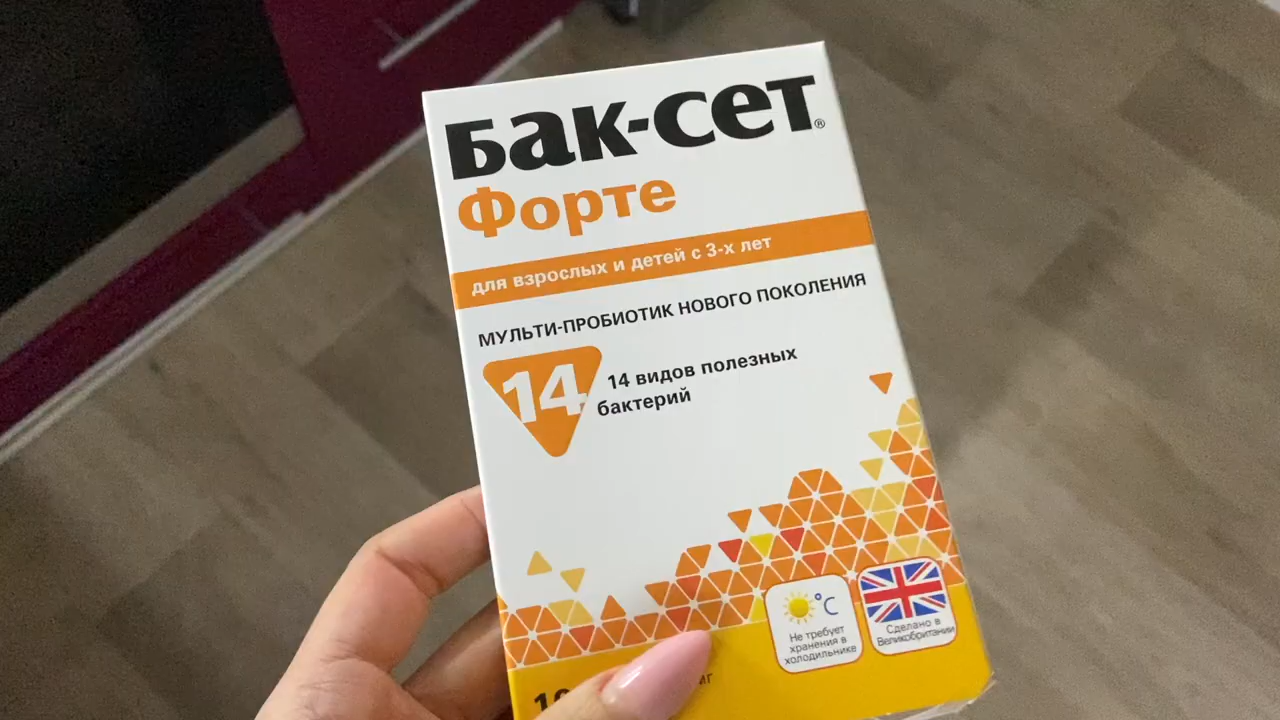 Бак-сет®
Форте
для взрослых и детей с 3-х лет
МУЛЬТИ-ПРОБИОТИК НОВОГО ПОКОЛЕНИЯ
14
14 видов полезных
бактерий
°C
Не требует
хранения в
холодильнике
Сделано в
Великобритании